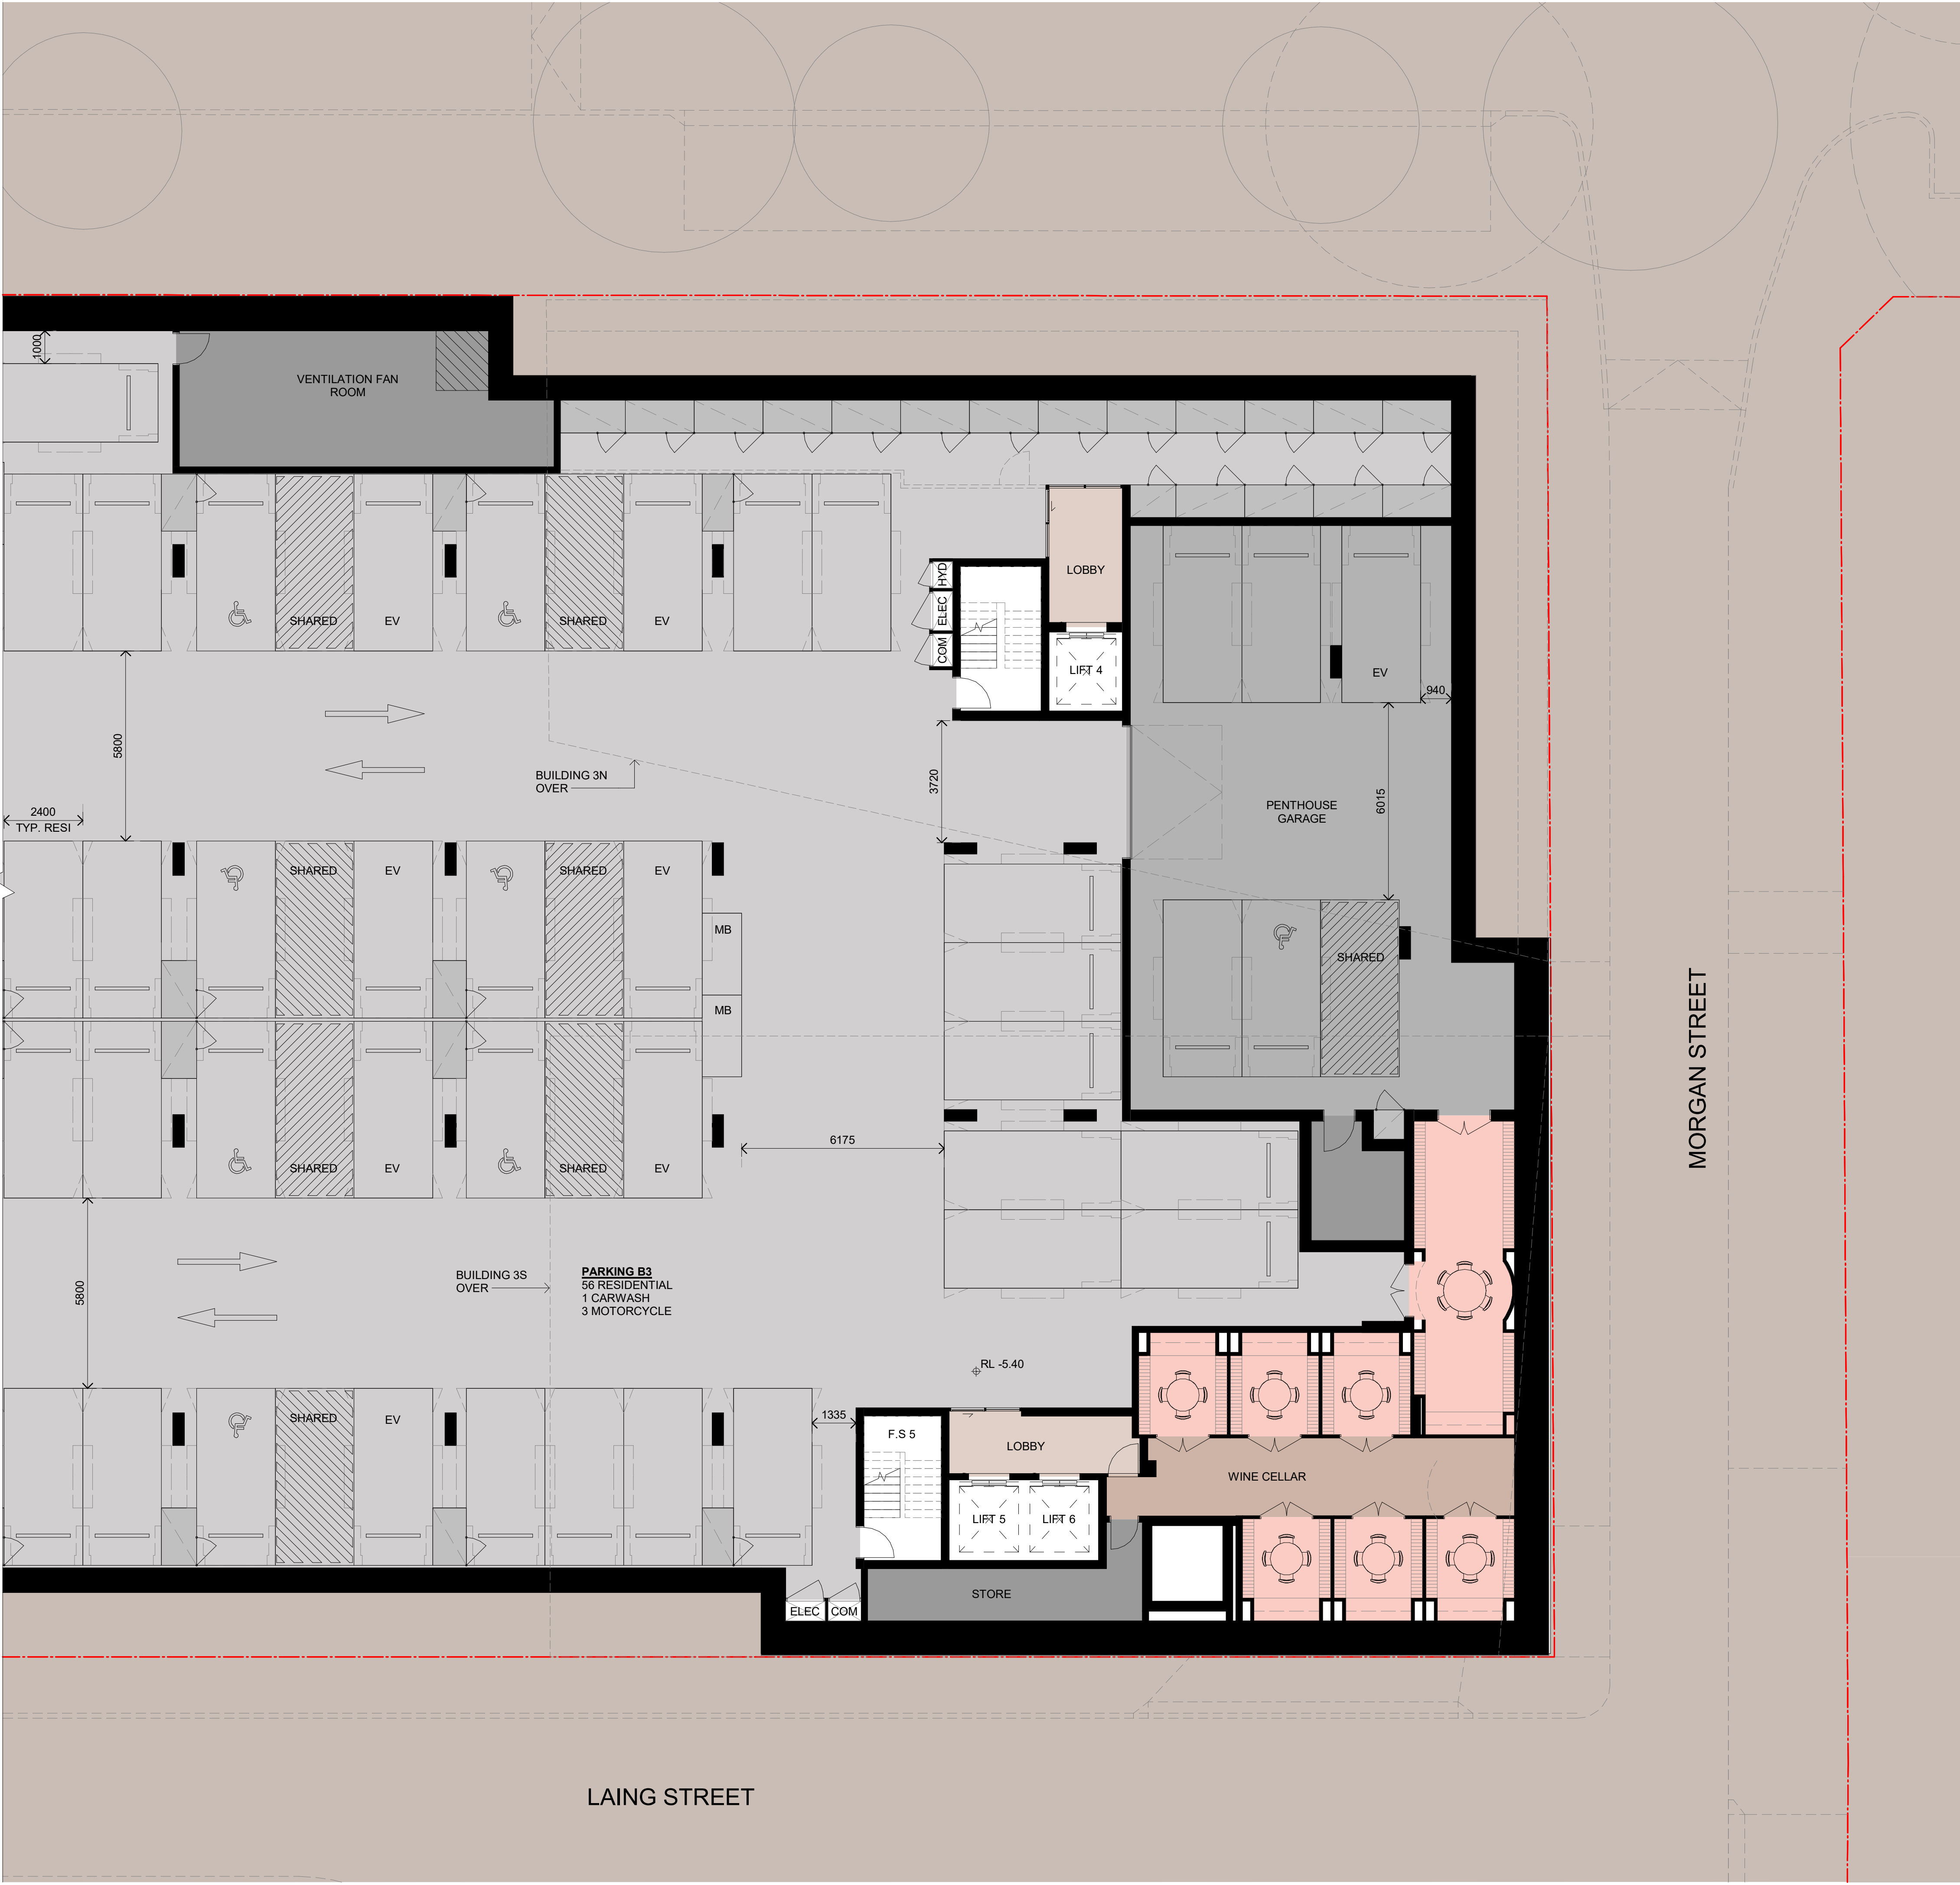 1000
VENTILATION FAN
ROOM
HYD
ELEC
COM
LOBBY
LIFT 4
SHARED
EV
SHARED
EV
EV
940
5800
BUILDING 3N
OVER
3720
PENTHOUSE
GARAGE
6015
2400
TYP. RESI
SHARED
EV
SHARED
EV
MB
MB
SHARED
MORGAN STREET
6175
SHARED
EV
SHARED
EV
5800
BUILDING 3S
OVER
PARKING B3
56 RESIDENTIAL
1 CARWASH
3 MOTORCYCLE
RL -5.40
SHARED
EV
1335
F.S 5
LOBBY
WINE CELLAR
LIFT 5
LIFT 6
STORE
ELEC
COM
LAING STREET